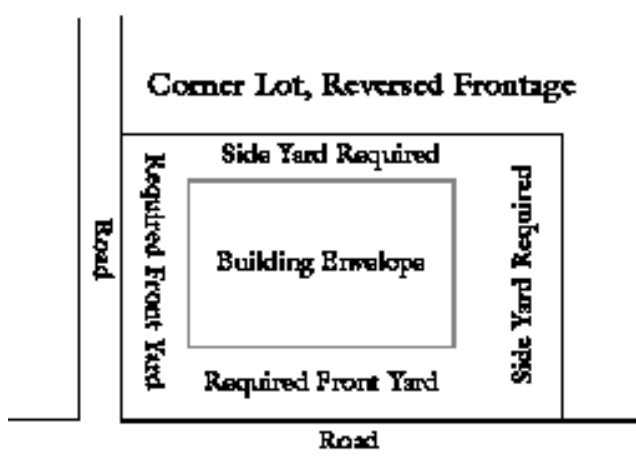 Corner Lot, Reversed Frontage
Side Yard Required
Required Front Yard
Road
Building Envelope
Side Yard Required
Required Front Yard
Road